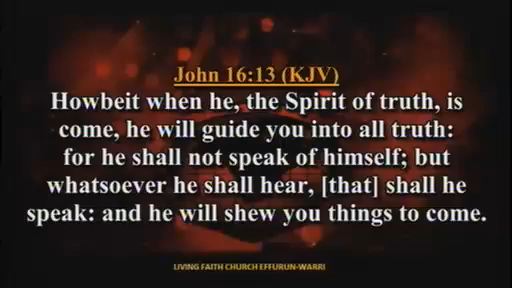 John 16:13 (KJV)
Howbeit when he, the Spirit of truth, is
come, he will guide you into all truth:
for he shall not speak of himself; but
whatsoever he shall hear, [that] shall he
speak: and he will shew you things to come.
LIVING FAITH CHURCH EFFURUN-WARRI